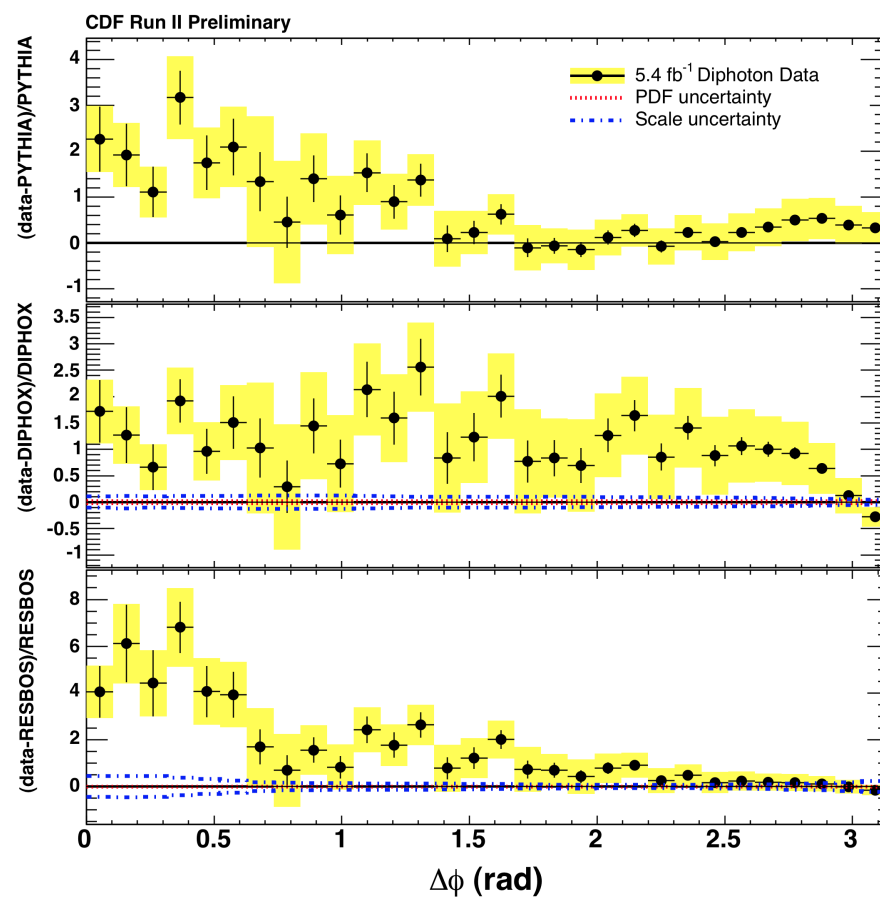 CDF Run II Preliminary
(data-PYTHIA)/PYTHIA
4
3
2
1
0
-1
5.4 fb-1 Diphoton Data
PDF uncertainty
Scale uncertainty
(data-DIPHOX)/DIPHOX
3.5
3
2.5
2
1.5
1
0.5
0
-0.5
-1
(data-RESBOS)/RESBOS
8
6
4
2
0
0 0.5 1 1.5 2 2.5 3
Δϕ (rad)